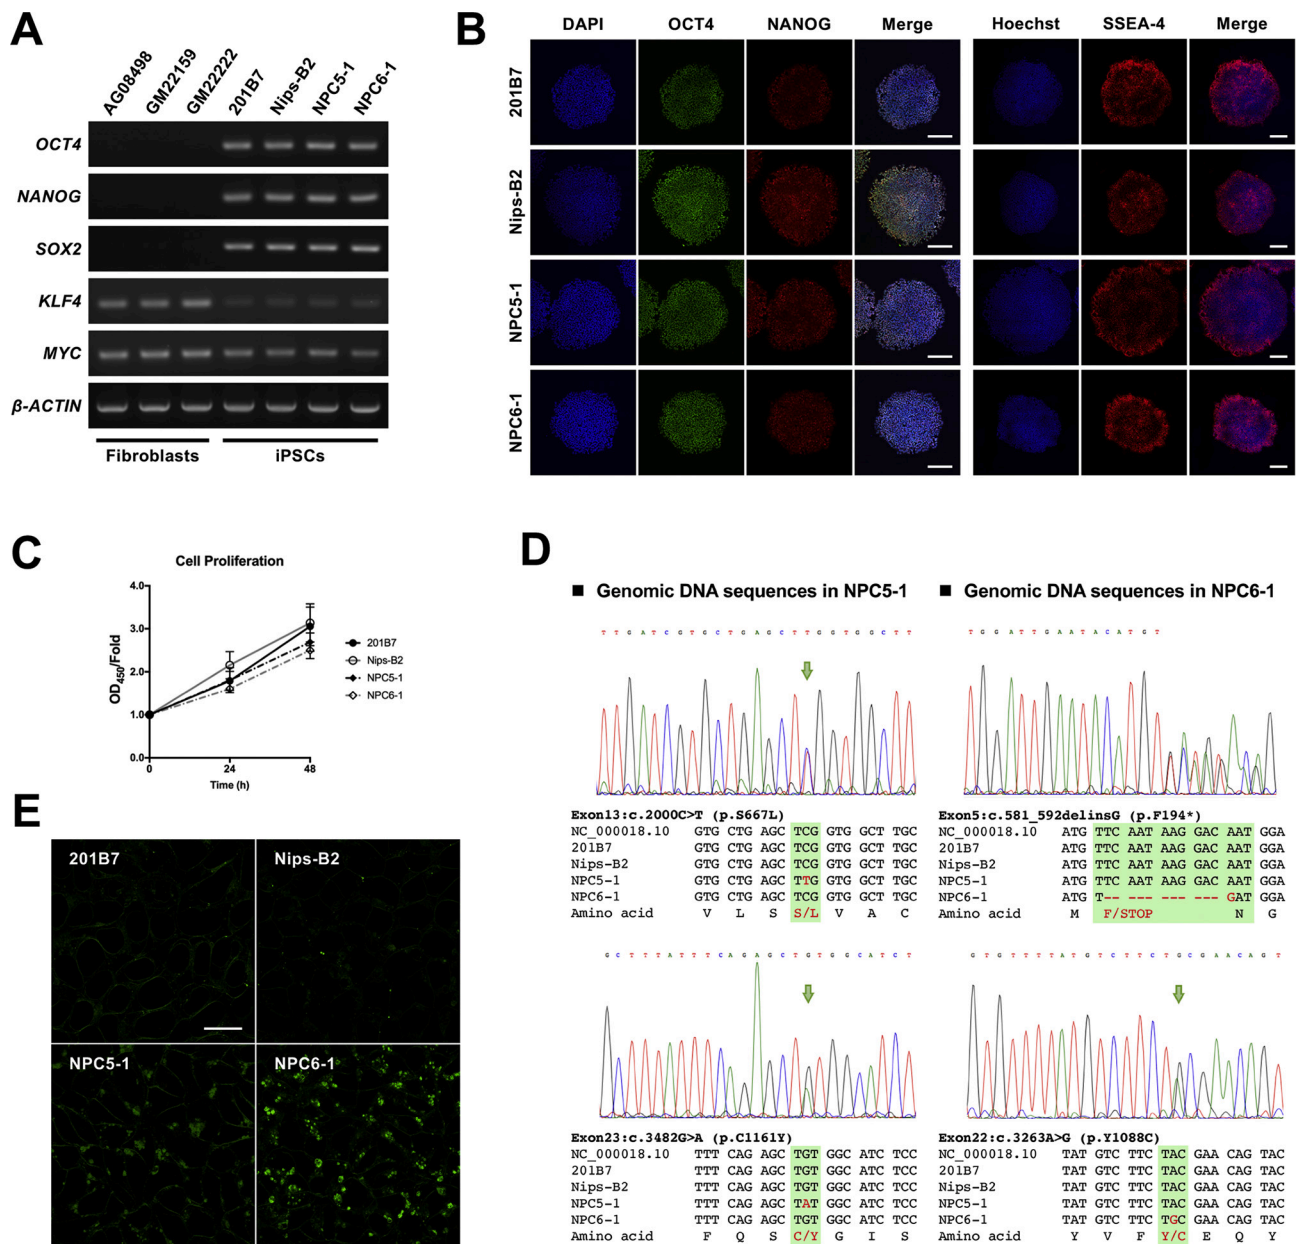 A
AG08498
GM22159
GM22222
201B7
Nips-B2
NPC5-1
NPC6-1
OCT4
NANOG
SOX2
KLF4
MYC
β-ACTIN
Fibroblasts
iPSCs
B
DAPI OCT4 NANOG Merge Hoechst SSEA-4 Merge
201B7
Nips-B2
NPC5-1
NPC6-1
C
Cell Proliferation
OD450/Fold
4.0
3.0
2.0
1.0
0.0
0 24 48
Time (h)
201B7
Nips-B2
NPC5-1
NPC6-1
D
■ Genomic DNA sequences in NPC5-1
T T G A T C G T G C T G A G C T T G G T G G C T T
Exon13:c.2000C>T (p.S667L)
NC_000018.10 GTG CTG AGC TCG GTG GCT TGC
201B7 GTG CTG AGC TCG GTG GCT TGC
Nips-B2 GTG CTG AGC TCG GTG GCT TGC
NPC5-1 GTG CTG AGC TTG GTG GCT TGC
NPC6-1 GTG CTG AGC TCG GTG GCT TGC
Amino acid V L S S/L V A C
G C T T T A T T T C A G A G C T G T G G C A T C T
Exon23:c.3482G>A (p.C1161Y)
NC_000018.10 TTT CAG AGC TGT GGC ATC TCC
201B7 TTT CAG AGC TGT GGC ATC TCC
Nips-B2 TTT CAG AGC TGT GGC ATC TCC
NPC5-1 TTT CAG AGC TAT GGC ATC TCC
NPC6-1 TTT CAG AGC TGT GGC ATC TCC
Amino acid F Q S C/Y G I S
■ Genomic DNA sequences in NPC6-1
T G G A T T G A A T A C A T G T
Exon5:c.581_592delinsG (p.F194*)
NC_000018.10 ATG TTC AAT AAG GAC AAT GGA
201B7 ATG TTC AAT AAG GAC AAT GGA
Nips-B2 ATG TTC AAT AAG GAC AAT GGA
NPC5-1 ATG TTC AAT AAG GAC AAT GGA
NPC6-1 ATG T-- --- --- --- GAT GGA
Amino acid M F/STOP N G
G T G T T T T A T G T C T T C T G C G A A C A G T
Exon22:c.3263A>G (p.Y1088C)
NC_000018.10 TAT GTC TTC TAC GAA CAG TAC
201B7 TAT GTC TTC TAC GAA CAG TAC
Nips-B2 TAT GTC TTC TAC GAA CAG TAC
NPC5-1 TAT GTC TTC TAC GAA CAG TAC
NPC6-1 TAT GTC TTC TGC GAA CAG TAC
Amino acid Y V F Y/C E Q Y
E
201B7
Nips-B2
NPC5-1
NPC6-1